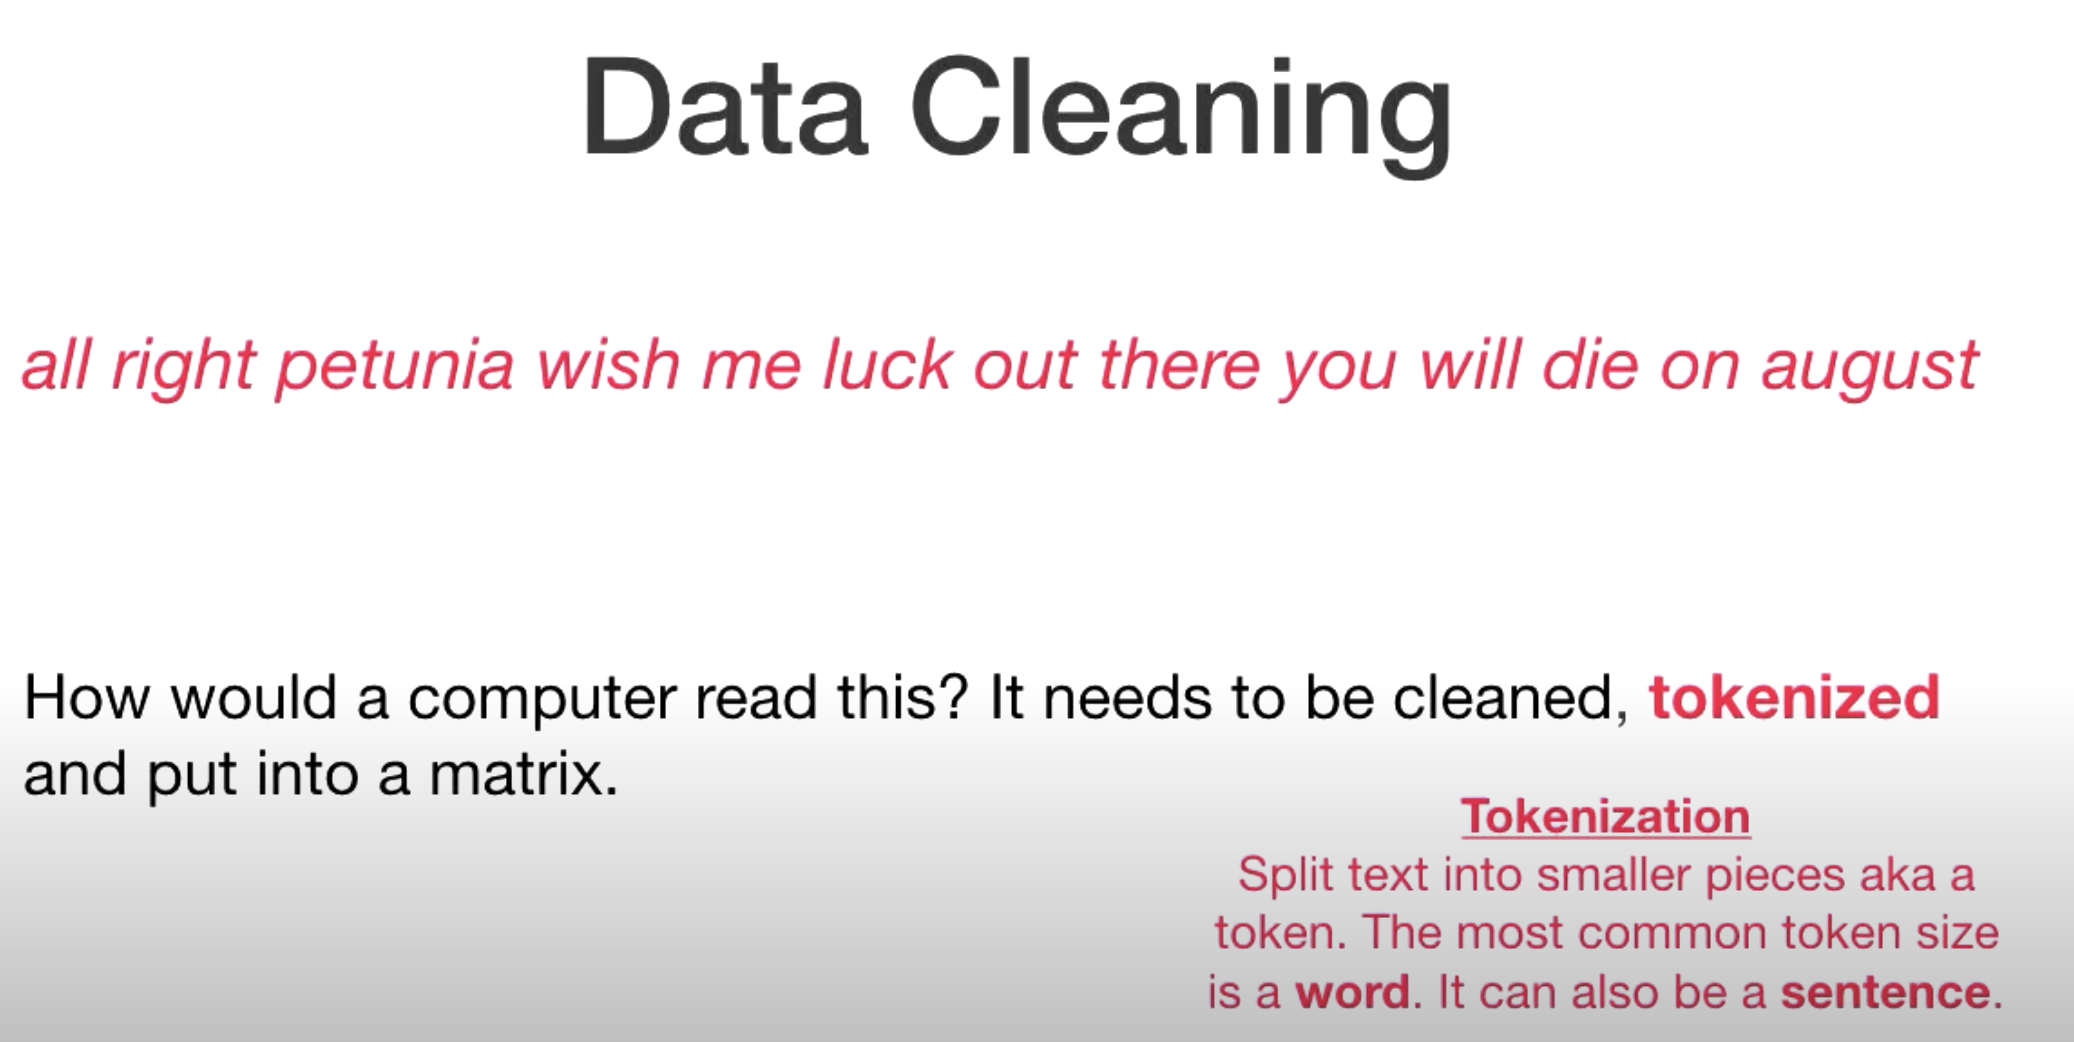 Data Cleaning
all right petunia wish me luck out there you will die on august
How would a computer read this? It needs to be cleaned, tokenized
and put into a matrix.
Tokenization
Split text into smaller pieces aka a
token. The most common token size
is a word. It can also be a sentence.